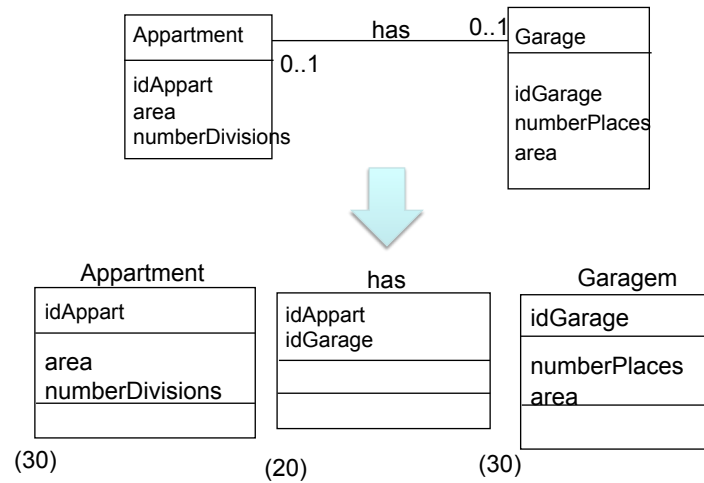 Appartment
has
0..1
Garage
0..1
idAppart
area
numberDivisions
idGarage
numberPlaces
area
Appartment
has
Garagem
idAppart
area
numberDivisions
idAppart
idGarage
idGarage
numberPlaces
area
(30)
(20)
(30)